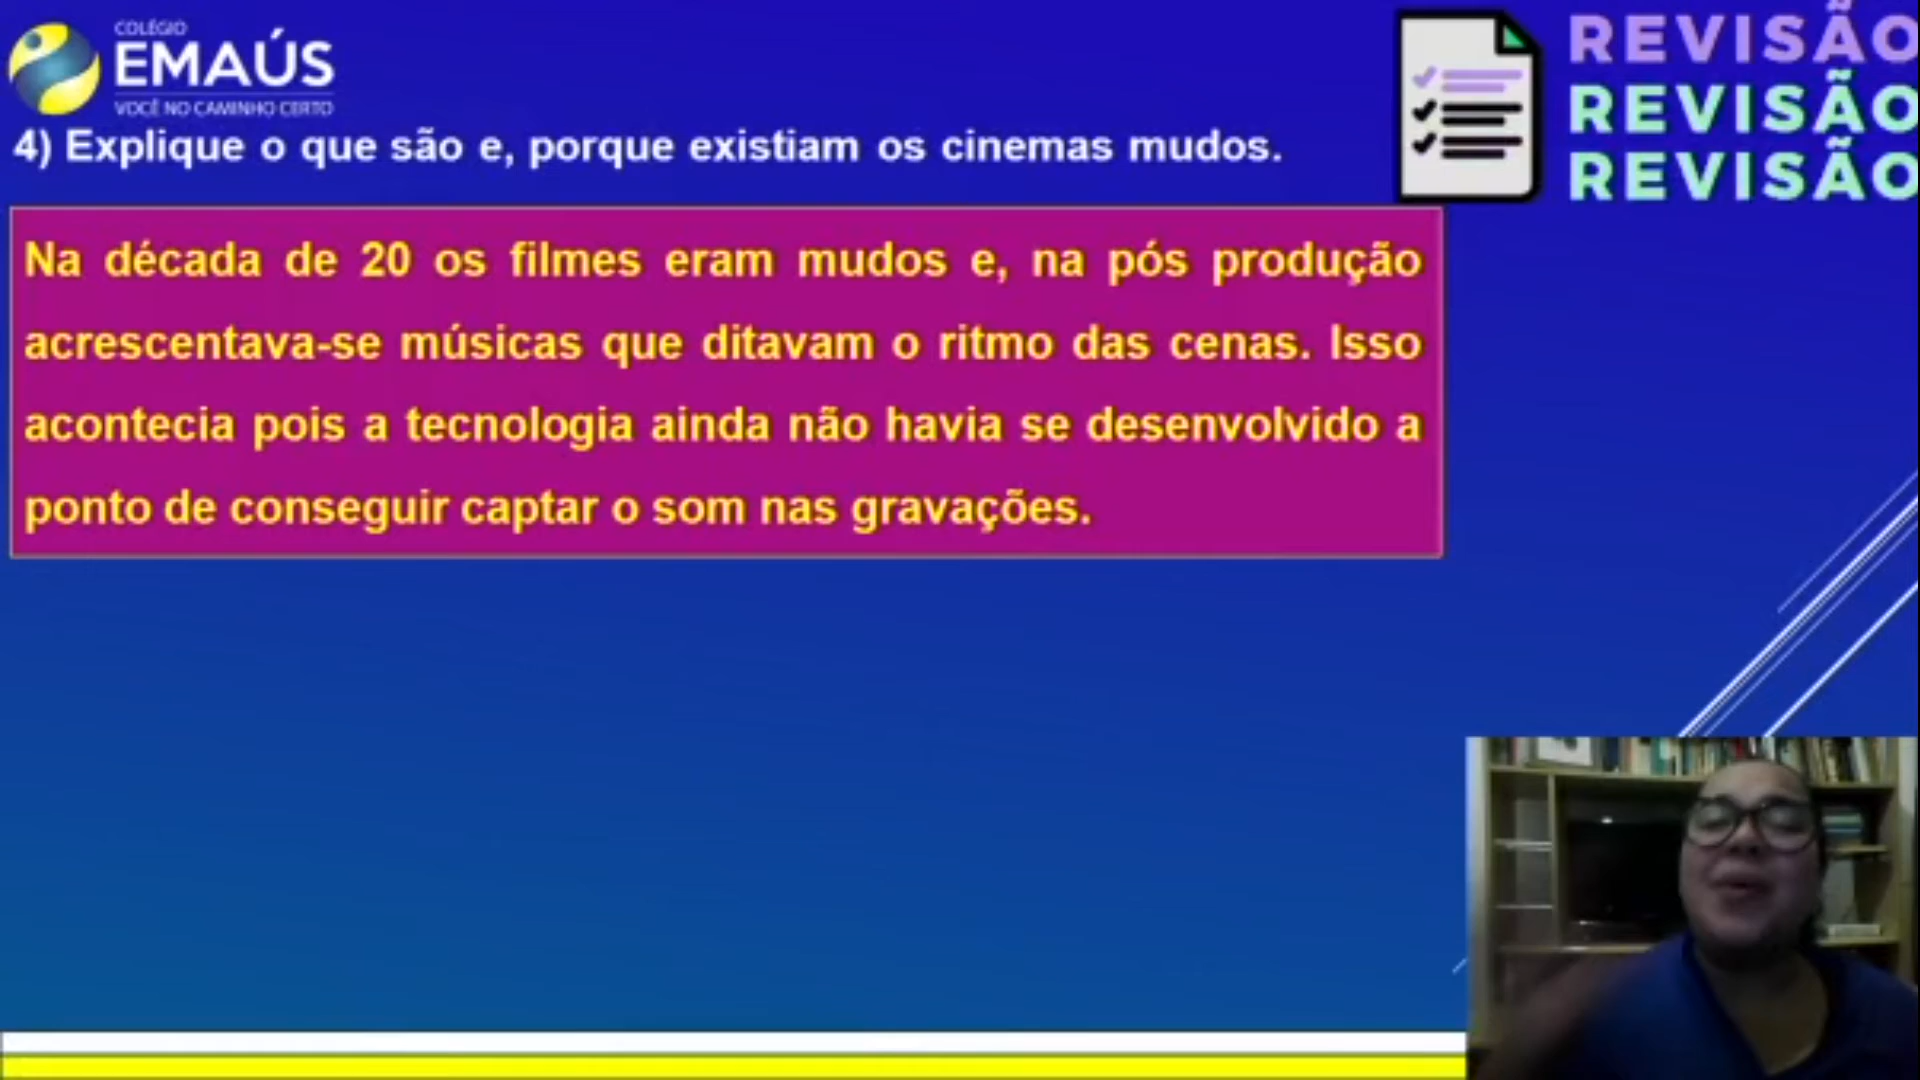 COLÉGIO
EMAÚS
VOCÊ NO CAMINHO CERTO
REVISÃO
REVISÃO
REVISÃO
4) Explique o que são e, porque existiam os cinemas mudos.
Na década de 20 os filmes eram mudos e, na pós produção
acrescentava-se músicas que ditavam o ritmo das cenas. Isso
acontecia pois a tecnologia ainda não havia se desenvolvido a
ponto de conseguir captar o som nas gravações.